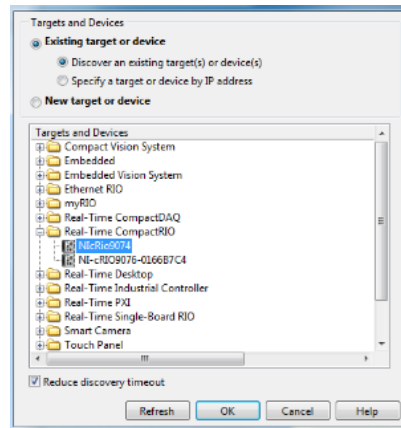 Targets and Devices
Existing target or device
Discover an existing target(s) or device(s)
Specify a target or device by IP address
New target or device
Targets and Devices
Compact Vision System
Embedded
Embedded Vision System
Ethernet RIO
myRIO
Real-Time CompactDAQ
Real-Time CompactRIO
NIcRio9074
NI-cRIO9076-0166B7C4
Real-Time Desktop
Real-Time Industrial Controller
Real-Time PXI
Real-Time Single-Board RIO
Smart Camera
Touch Panel
Reduce discovery timeout
Refresh OK Cancel Help